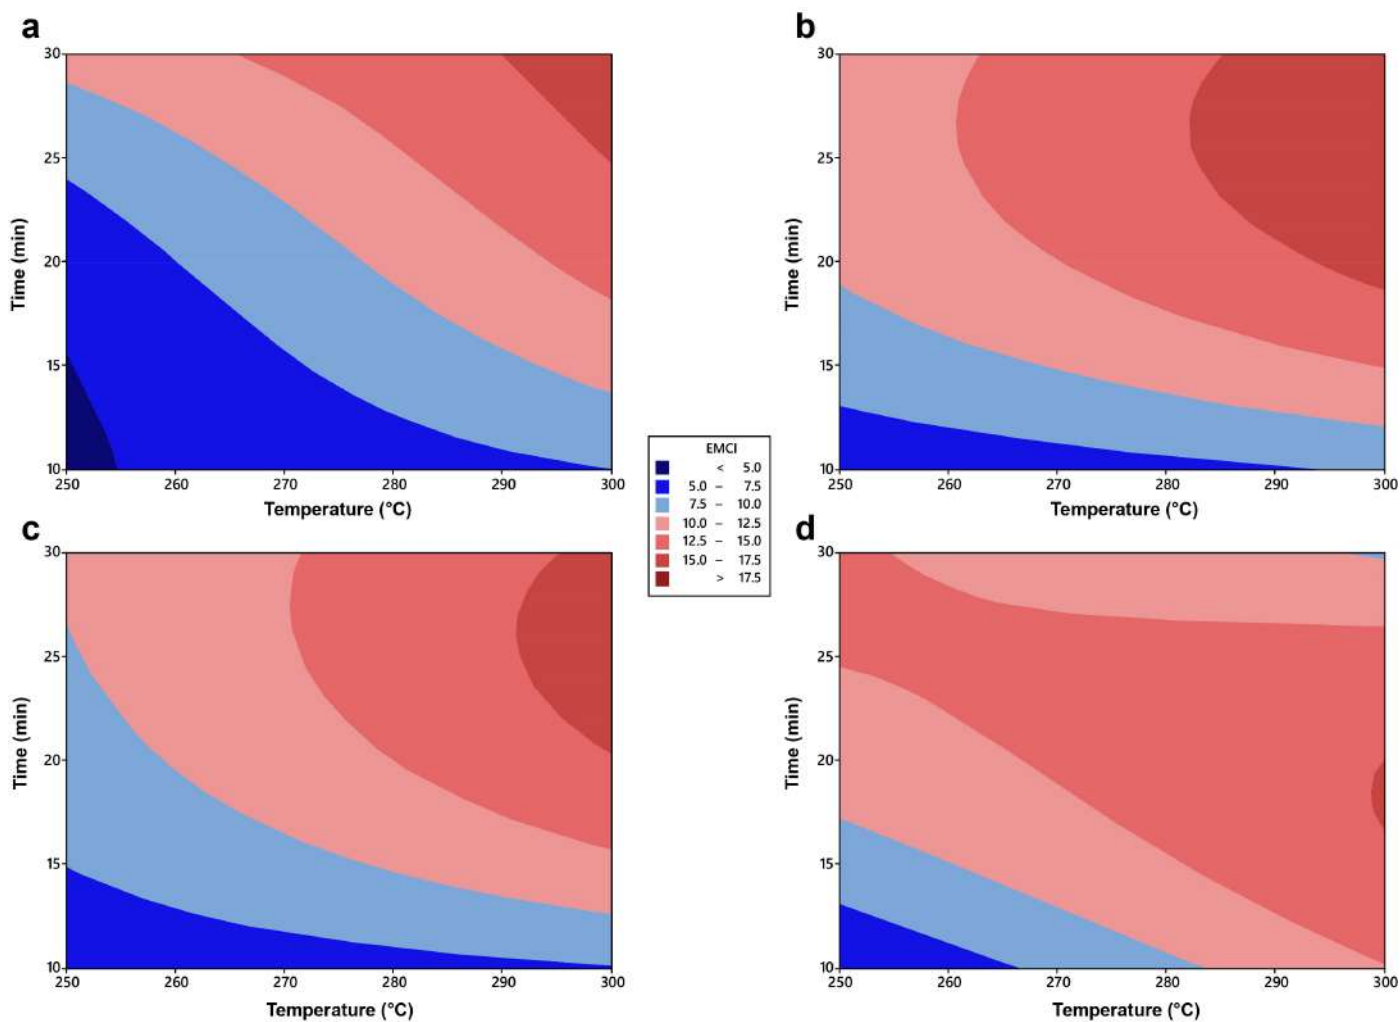 a
b
30
25
20
15
10
Time (min)
250 260 270 280 290 300
Temperature (°C)
30
25
20
15
10
Time (min)
250 260 270 280 290 300
Temperature (°C)
EMCI
< 5.0
5.0 – 7.5
7.5 – 10.0
10.0 – 12.5
12.5 – 15.0
15.0 – 17.5
> 17.5
c
d
30
25
20
15
10
Time (min)
250 260 270 280 290 300
Temperature (°C)
30
25
20
15
10
Time (min)
250 260 270 280 290 300
Temperature (°C)